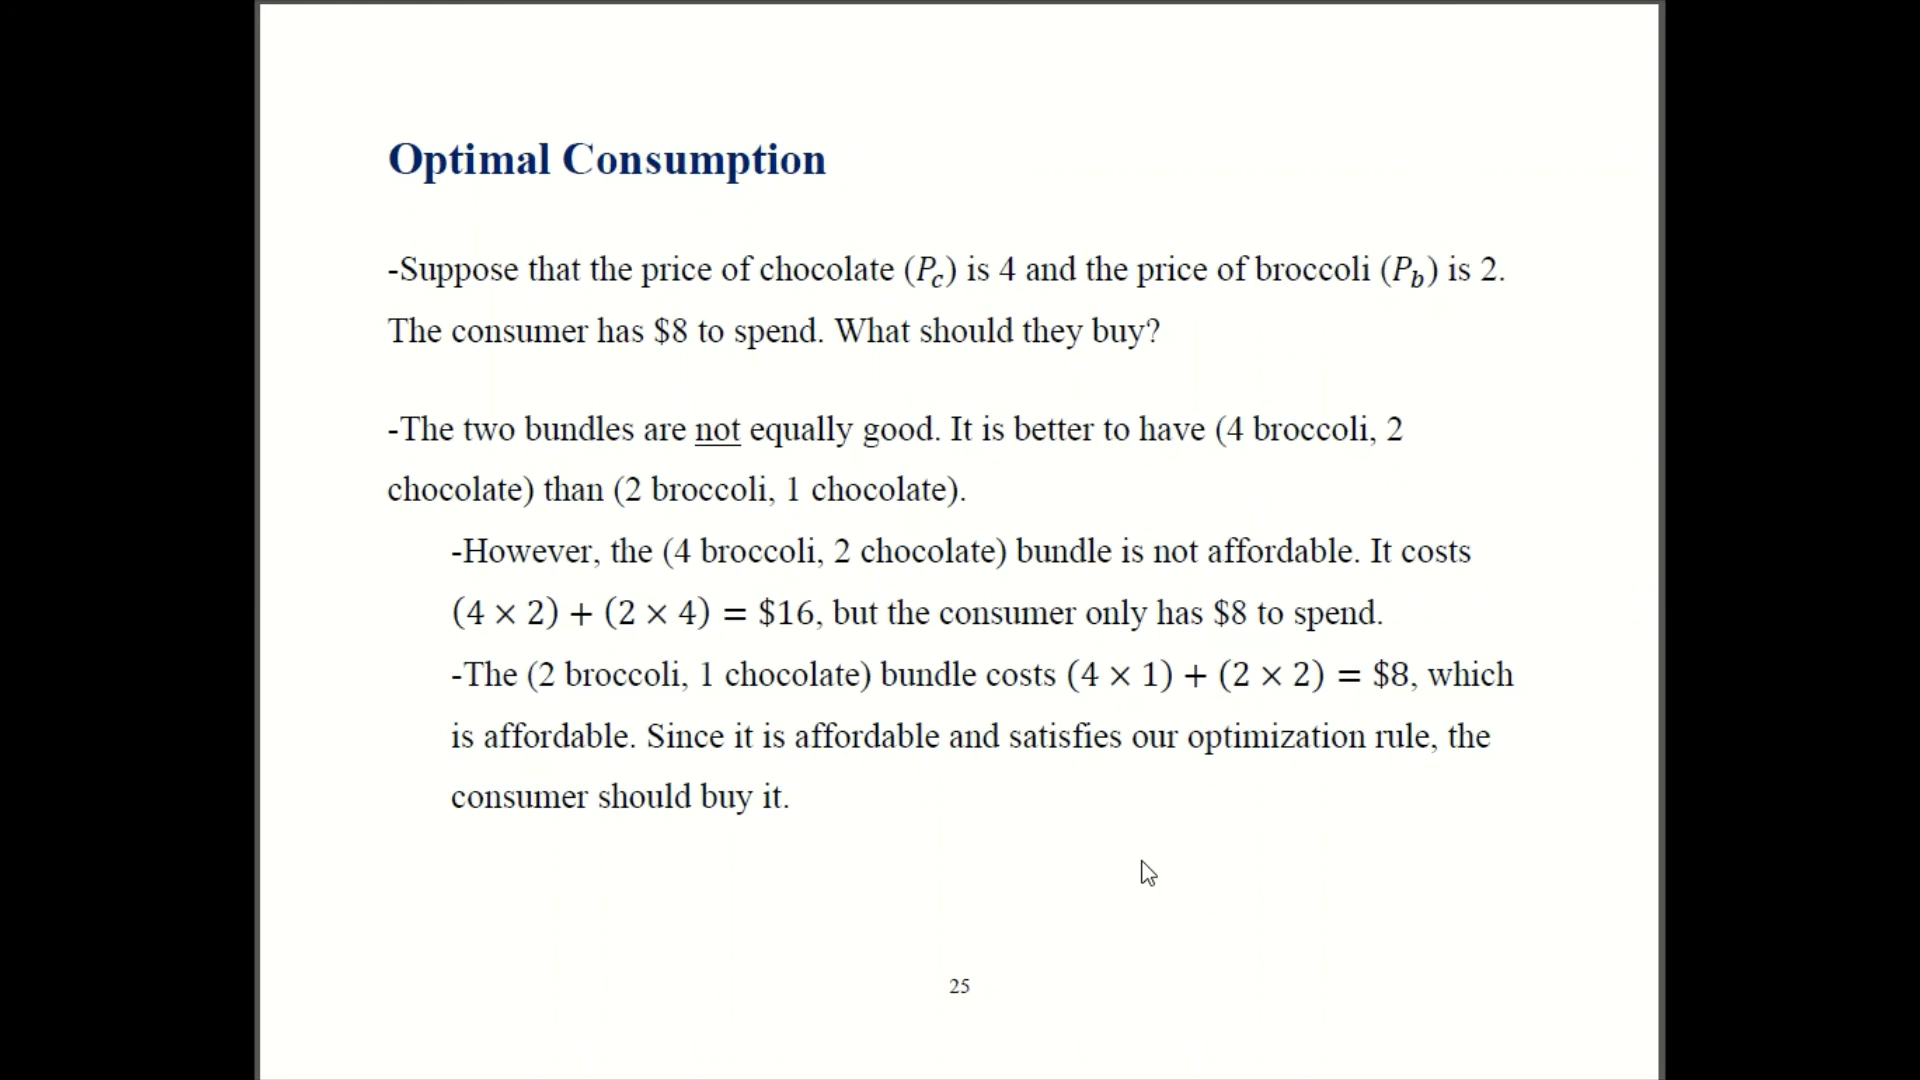 Optimal Consumption
-Suppose that the price of chocolate (P_c) is 4 and the price of broccoli (P_b) is 2.
The consumer has $8 to spend. What should they buy?
-The two bundles are not equally good. It is better to have (4 broccoli, 2
chocolate) than (2 broccoli, 1 chocolate).
-However, the (4 broccoli, 2 chocolate) bundle is not affordable. It costs
(4 × 2) + (2 × 4) = $16, but the consumer only has $8 to spend.
-The (2 broccoli, 1 chocolate) bundle costs (4 × 1) + (2 × 2) = $8, which
is affordable. Since it is affordable and satisfies our optimization rule, the
consumer should buy it.
25